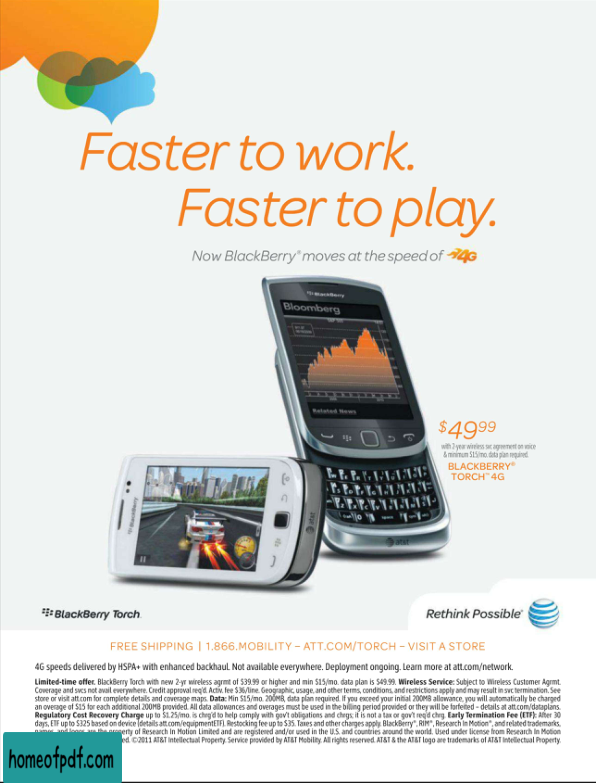 Faster to work.
Faster to play.
Now BlackBerry® moves at the speed of 4G
BlackBerry
Bloomberg
Related News
$49⁹⁹
with 2-year wireless svc agreement on voice
& minimum $15/mo. data plan required.
BLACKBERRY®
TORCH™ 4G
at&t
BlackBerry
at&t
BlackBerry Torch.
Rethink Possible®
FREE SHIPPING | 1.866.MOBILITY – ATT.COM/TORCH – VISIT A STORE
4G speeds delivered by HSPA+ with enhanced backhaul. Not available everywhere. Deployment ongoing. Learn more at att.com/network.
Limited-time offer. BlackBerry Torch with new 2-yr wireless agrmt of $39.99 or higher and min $15/mo. data plan is $49.99. Wireless Service: Subject to Wireless Customer Agrmt.
Coverage and svcs not avail everywhere. Credit approval req'd. Activ. fee $36/line. Geographic, usage, and other terms, conditions, and restrictions apply and may result in svc termination. See
store or visit att.com for complete details and coverage maps. Data: Min $15/mo. 200MB, data plan required. If you exceed your initial 200MB allowance, you will automatically be charged
an overage of $15 for each additional 200MB provided. All data allowances and overages must be used in the billing period provided or they will be forfeited – details at att.com/dataplans.
Regulatory Cost Recovery Charge up to $1.25/mo. is chrg'd to help comply with gov't obligations and chrgs; it is not a tax or gov't req'd chrg. Early Termination Fee (ETF): After 30
days, ETF up to $325 based on device (details att.com/equipmentETF). Restocking fee up to $35. Taxes and other charges apply. BlackBerry®, RIM®, Research In Motion®, and related trademarks,
names, and logos are the property of Research In Motion Limited and are registered and/or used in the U.S. and countries around the world. Used under license from Research In Motion
ed. ©2011 AT&T Intellectual Property. Service provided by AT&T Mobility. All rights reserved. AT&T & the AT&T logo are trademarks of AT&T Intellectual Property.
homeofpdf.com